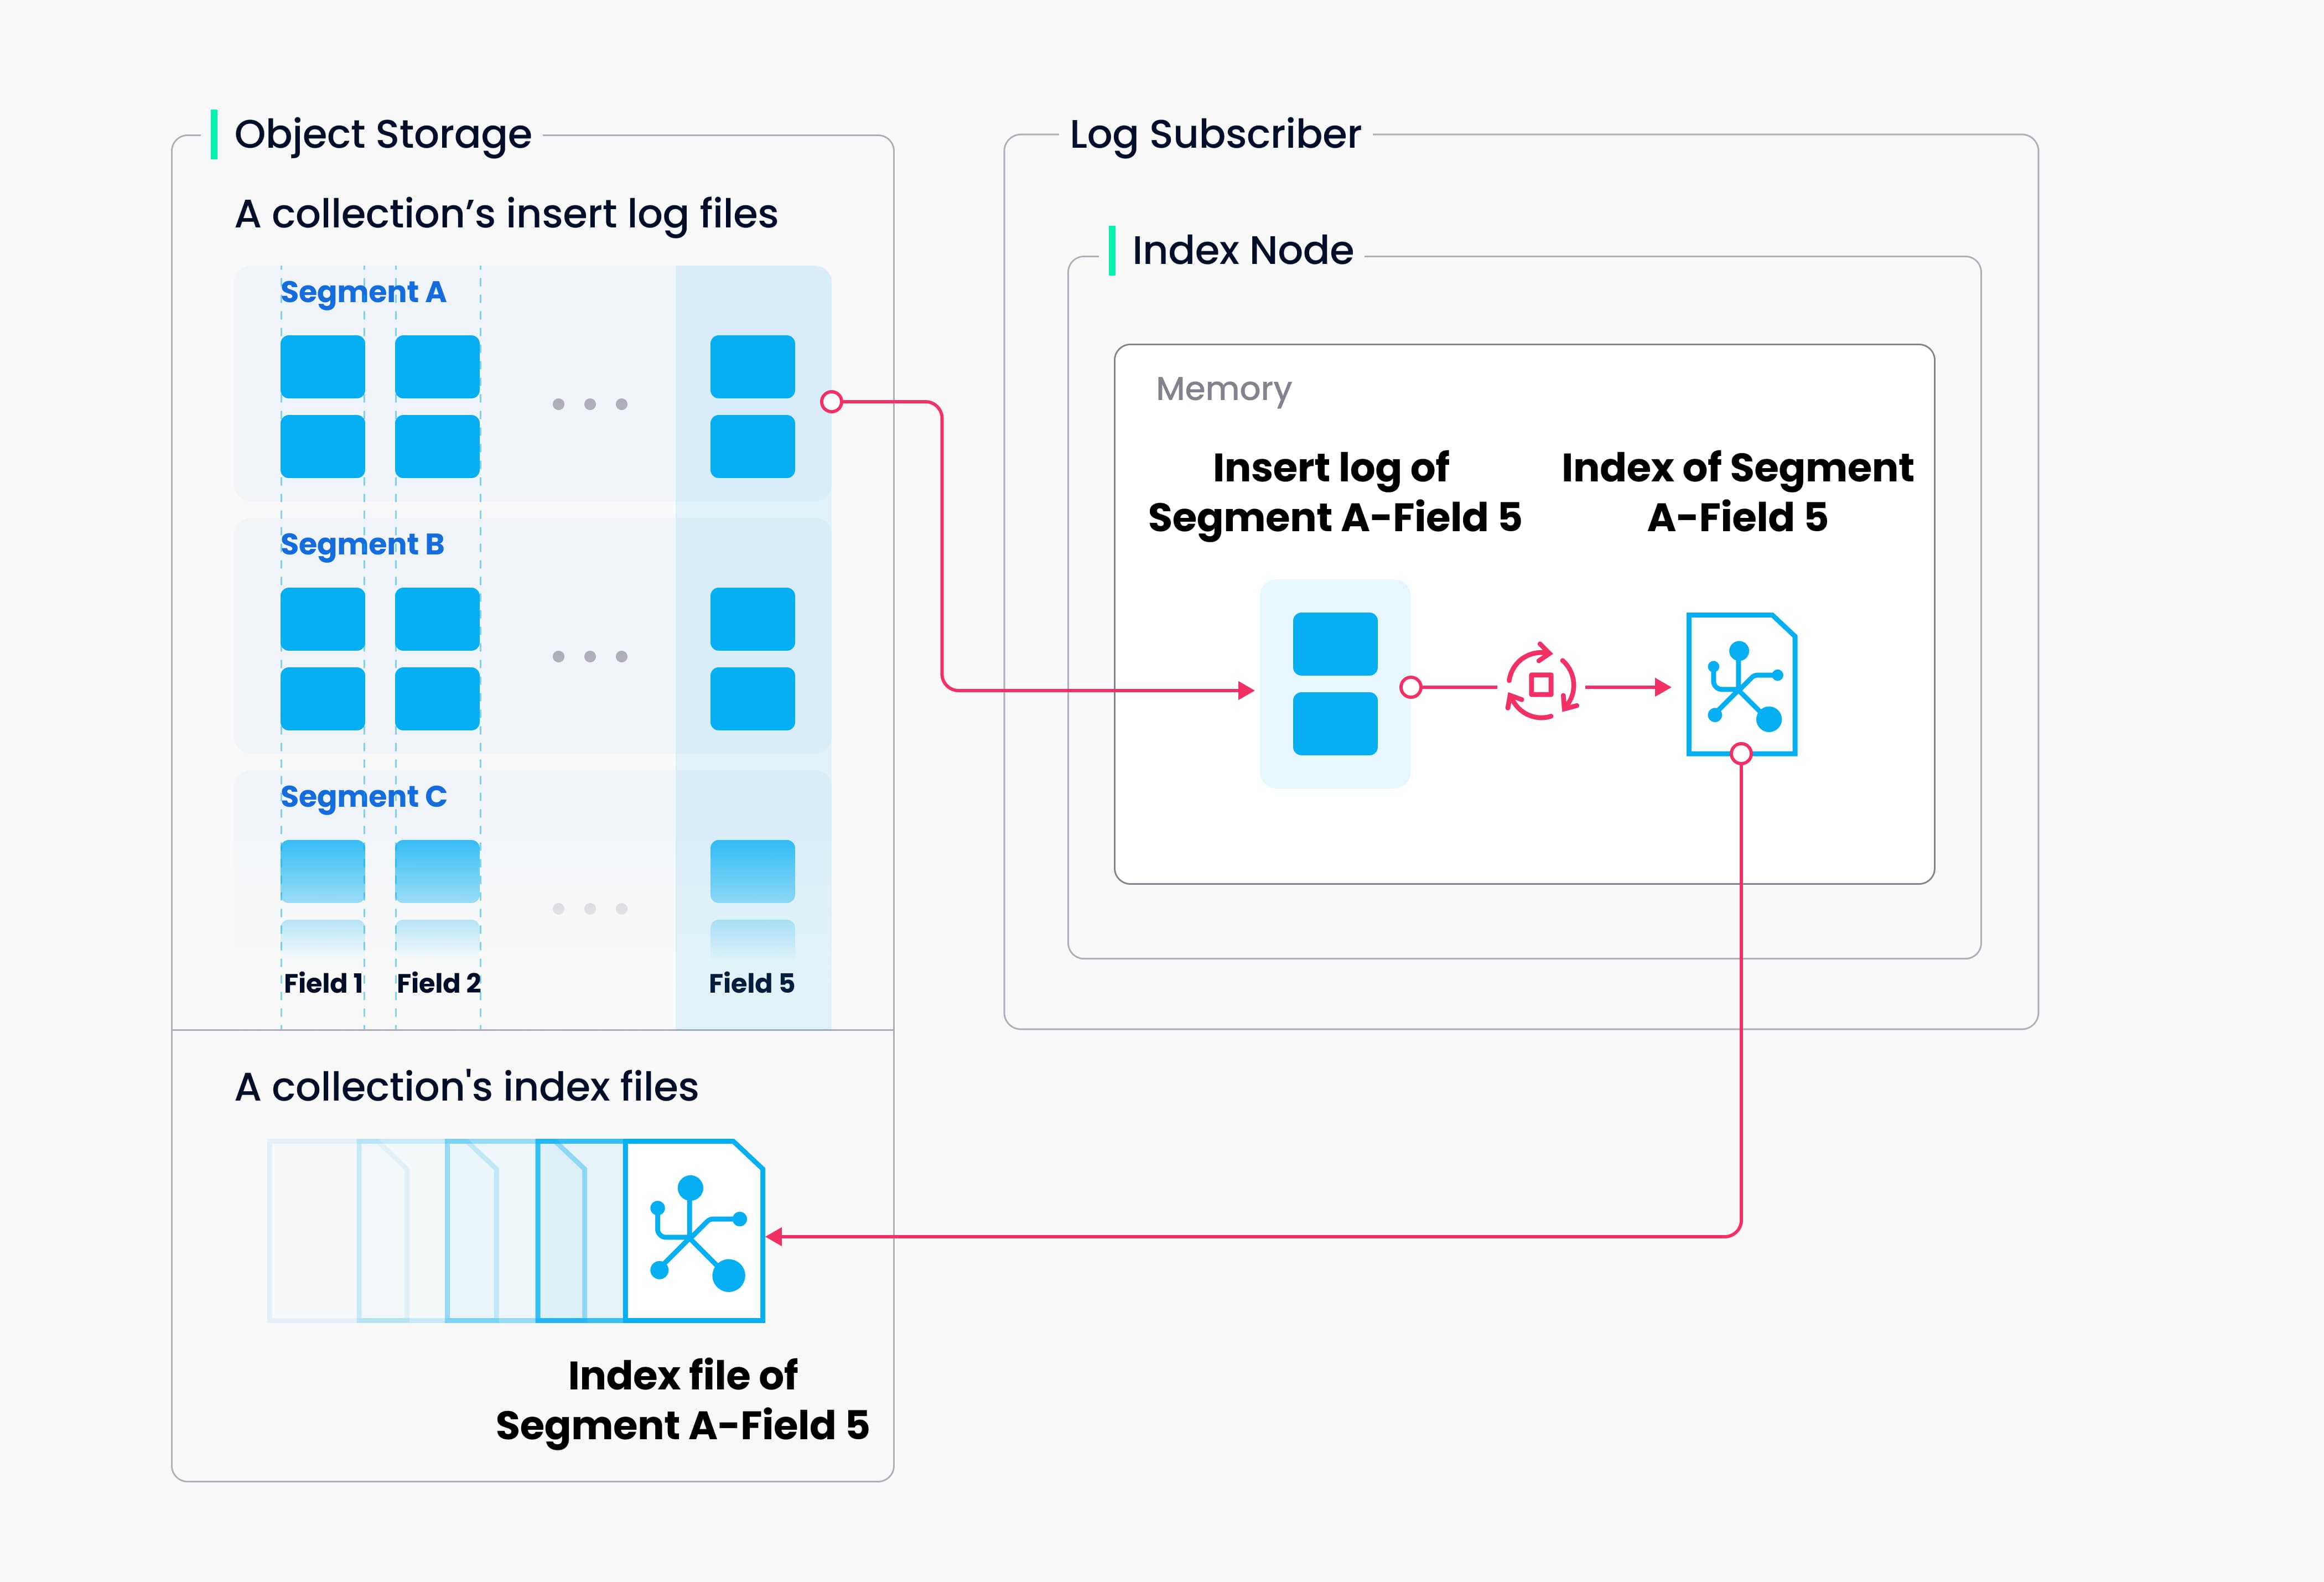 Object Storage
A collection’s insert log files
Segment A
Segment B
Segment C
Field 1
Field 2
Field 5
A collection's index files
Index file of
Segment A-Field 5
Log Subscriber
Index Node
Memory
Insert log of
Segment A-Field 5
Index of Segment
A-Field 5